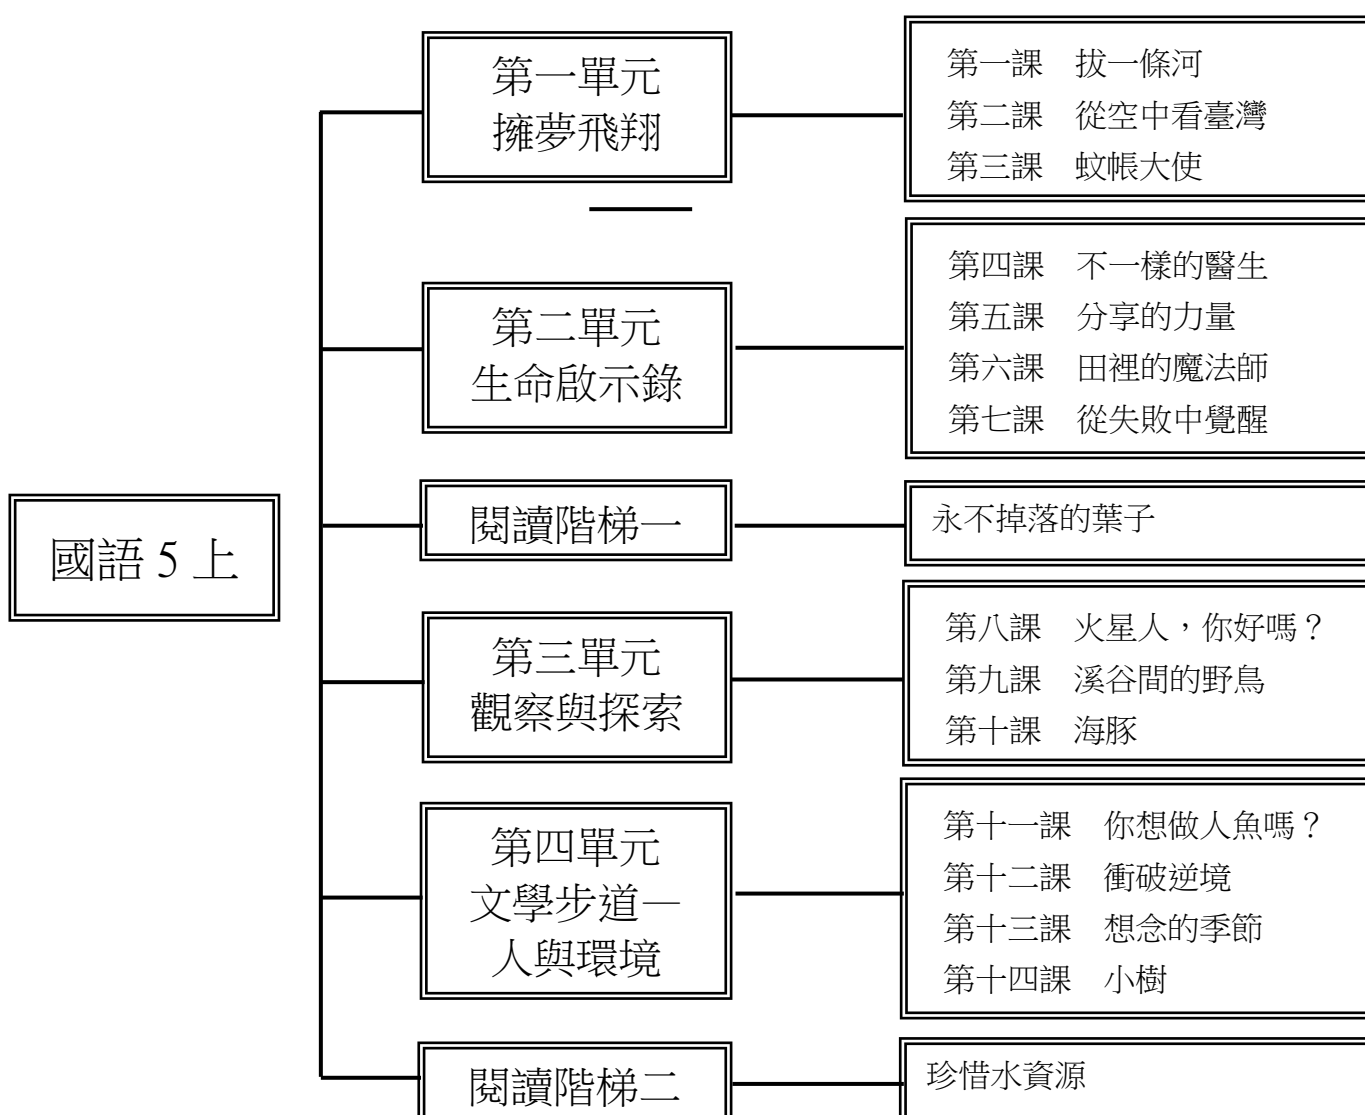 國語 5 上
第一單元
擁夢飛翔
第一課　拔一條河
第二課　從空中看臺灣
第三課　蚊帳大使
第二單元
生命啟示錄
第四課　不一樣的醫生
第五課　分享的力量
第六課　田裡的魔法師
第七課　從失敗中覺醒
閱讀階梯一
永不掉落的葉子
第三單元
觀察與探索
第八課　火星人，你好嗎？
第九課　溪谷間的野鳥
第十課　海豚
第四單元
文學步道—
人與環境
第十一課　你想做人魚嗎？
第十二課　衝破逆境
第十三課　想念的季節
第十四課　小樹
閱讀階梯二
珍惜水資源